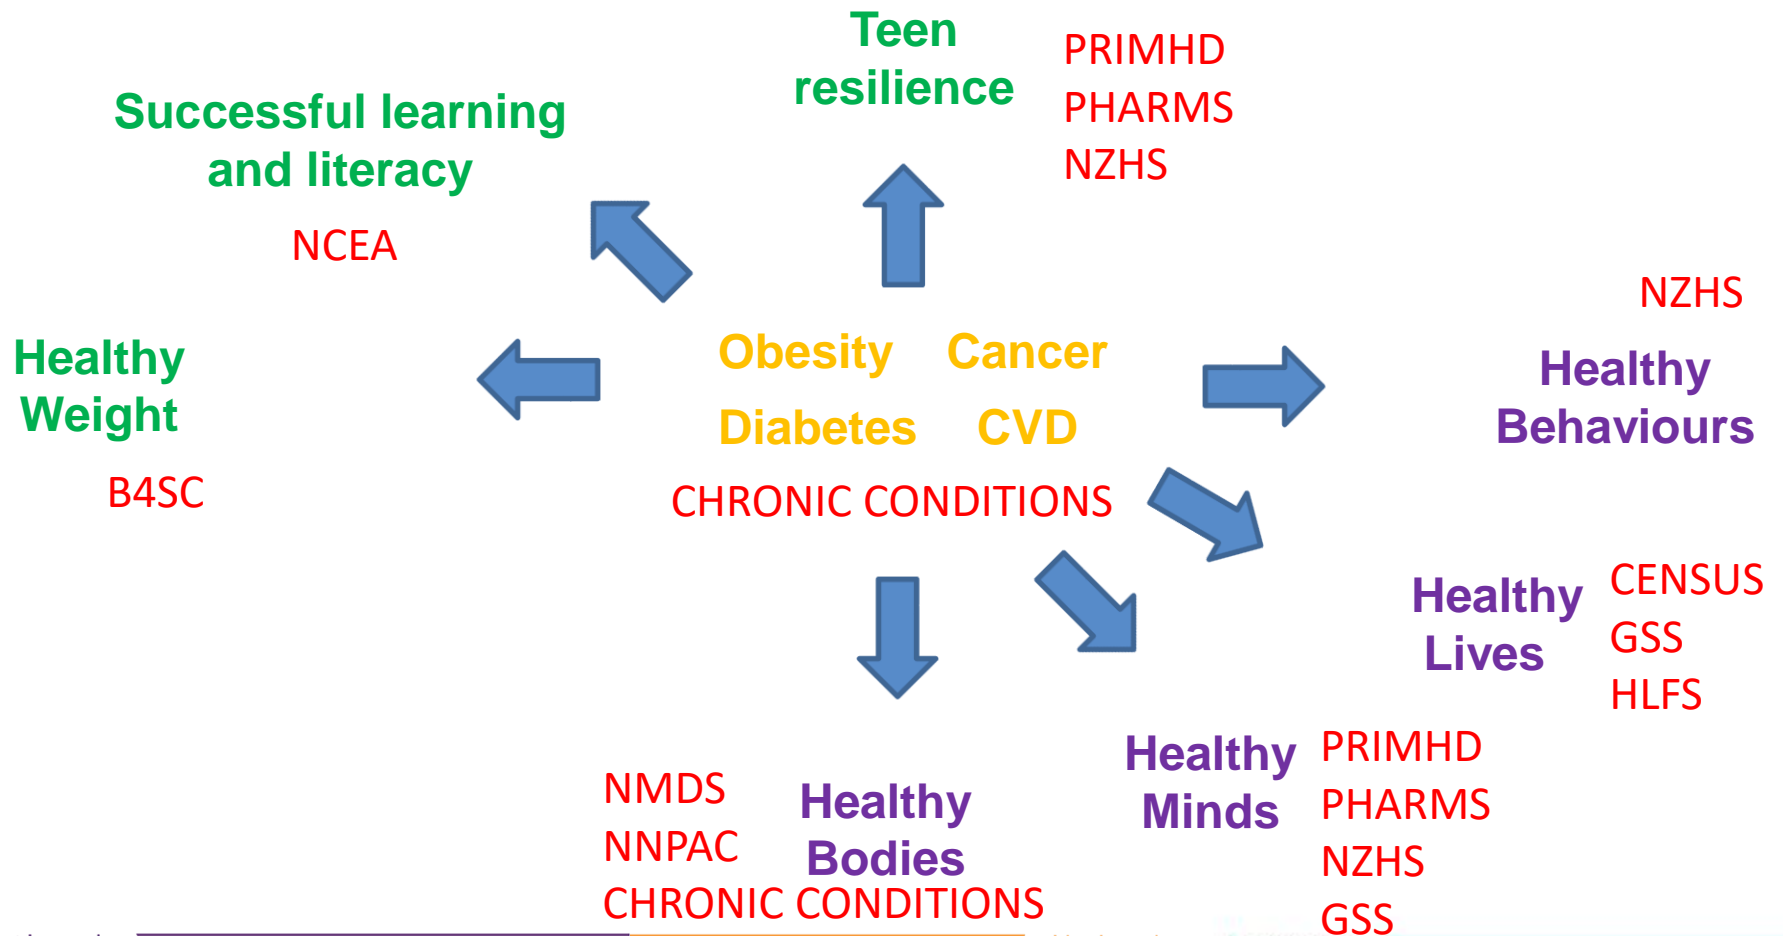 Teen
resilience
PRIMHD
PHARMS
NZHS
Successful learning
and literacy
NCEA
Healthy
Weight
B4SC
Obesity Cancer
Diabetes CVD
CHRONIC CONDITIONS
NZHS
Healthy
Behaviours
Healthy
Lives
CENSUS
GSS
HLFS
Healthy
Minds
PRIMHD
PHARMS
NZHS
GSS
NMDS
NNPAC
CHRONIC CONDITIONS
Healthy
Bodies